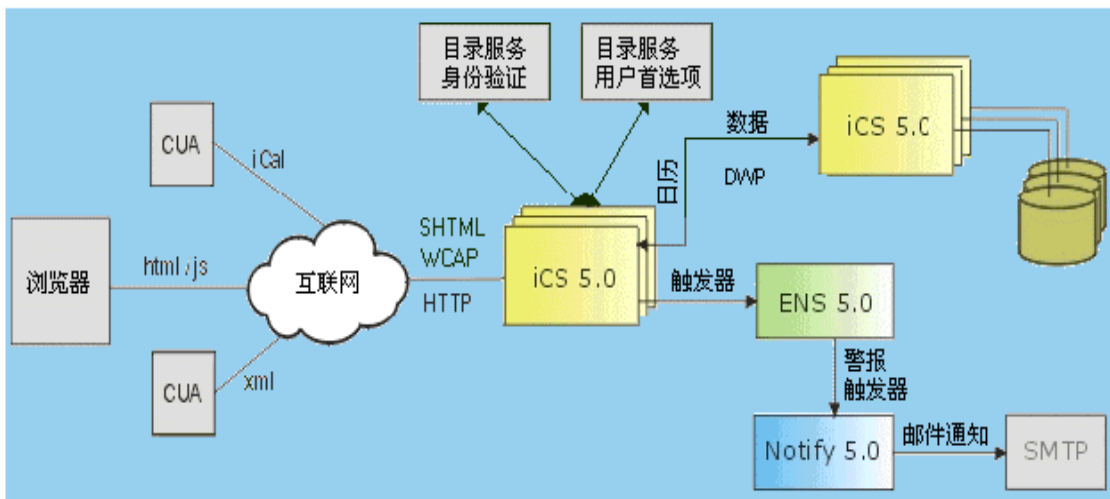 目录服务
身份验证
目录服务
用户首选项
CUA
iCal
数据
iCS 5.0
日历
DWP
浏览器
html/js
互联网
SHTML
WCAP
HTTP
iCS 5.0
触发器
ENS 5.0
CUA
xml
警报
触发器
Notify 5.0
邮件通知
SMTP